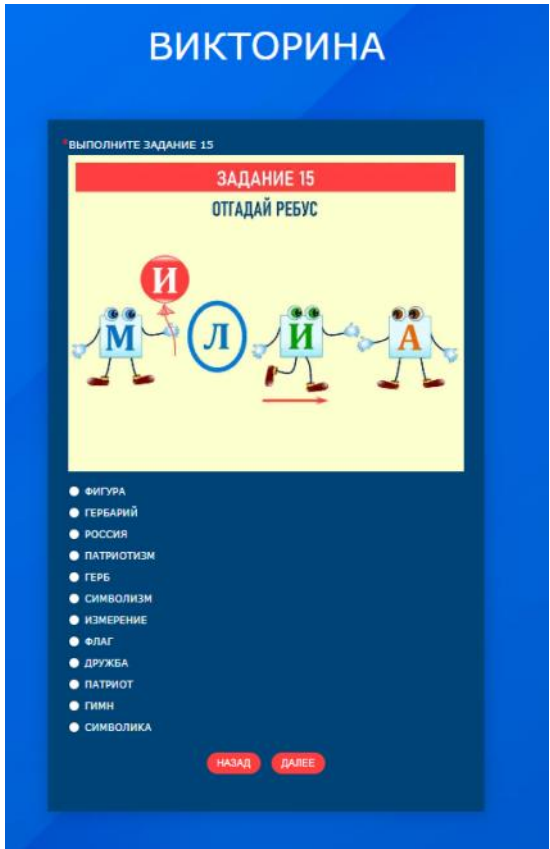 ВИКТОРИНА
*ВЫПОЛНИТЕ ЗАДАНИЕ 15
ЗАДАНИЕ 15
ОТГАДАЙ РЕБУС
И
М Л И А
ФИГУРА
ГЕРБАРИЙ
РОССИЯ
ПАТРИОТИЗМ
ГЕРБ
СИМВОЛИЗМ
ИЗМЕРЕНИЕ
ФЛАГ
ДРУЖБА
ПАТРИОТ
ГИМН
СИМВОЛИКА
НАЗАД ДАЛЕЕ